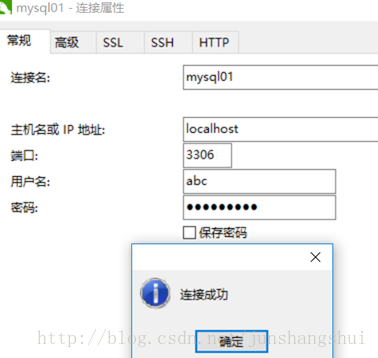 mysql01 - 连接属性
常规 高级 SSL SSH HTTP
连接名: mysql01
主机名或 IP 地址: localhost
端口: 3306
用户名: abc
密码: ●●●●●●●●●
保存密码
连接成功
确定
http://blog.csdn.net/junshangshui